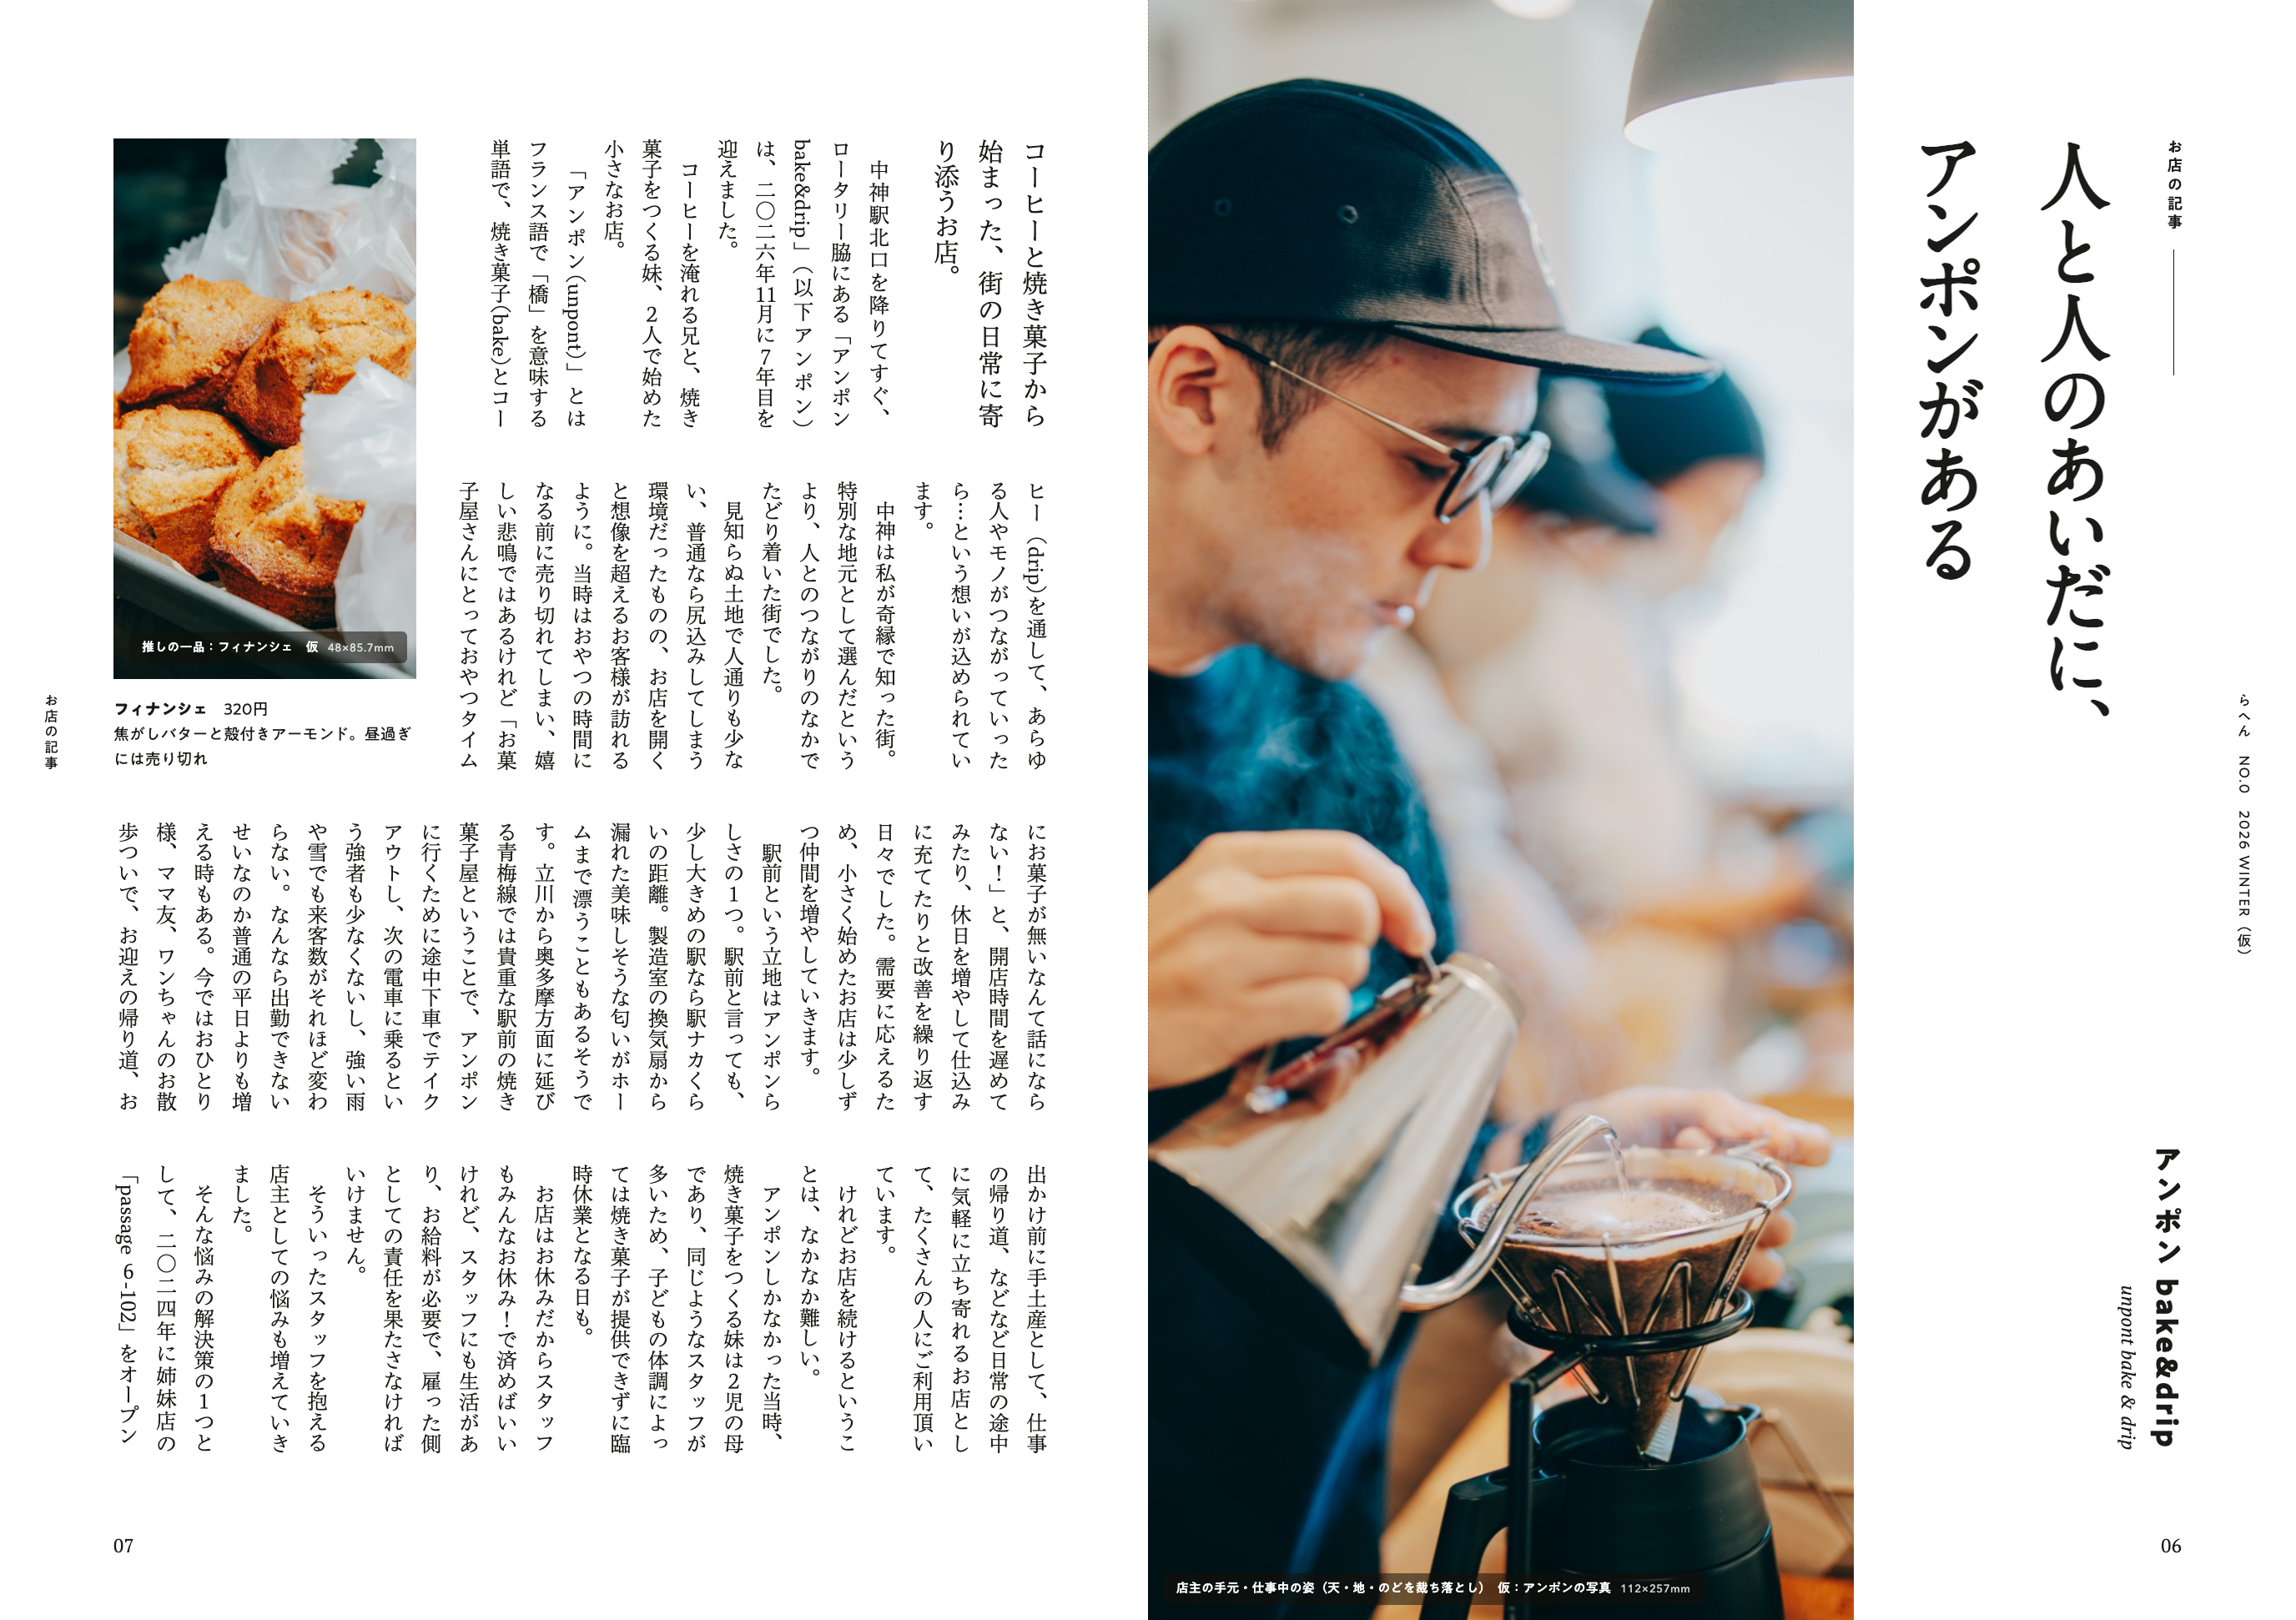 お店の記事
人と人のあいだに、
アンポンがある
アンポン bake&drip
unpont bake & drip
らへん　NO.0　2026 WINTER（仮）
06
店主の手元・仕事中の姿（天・地・のどを裁ち落とし）　仮：アンポンの写真　112×257mm
コーヒーと焼き菓子から
始まった、街の日常に寄
り添うお店。
　中神駅北口を降りてすぐ、
ロータリー脇にある「アンポン
bake&drip」（以下アンポン）
は、二〇二六年11月に７年目を
迎えました。
　コーヒーを淹れる兄と、焼き
菓子をつくる妹、２人で始めた
小さなお店。
　「アンポン(unpont)」とは
フランス語で「橋」を意味する
単語で、焼き菓子(bake)とコー
ヒー（drip)を通して、あらゆ
る人やモノがつながっていった
ら…という想いが込められてい
ます。
　中神は私が奇縁で知った街。
特別な地元として選んだという
より、人とのつながりのなかで
たどり着いた街でした。
　見知らぬ土地で人通りも少な
い、普通なら尻込みしてしまう
環境だったものの、お店を開く
と想像を超えるお客様が訪れる
ように。当時はおやつの時間に
なる前に売り切れてしまい、嬉
しい悲鳴ではあるけれど「お菓
子屋さんにとっておやつタイム
にお菓子が無いなんて話になら
ない！」と、開店時間を遅めて
みたり、休日を増やして仕込み
に充てたりと改善を繰り返す
日々でした。需要に応えるた
め、小さく始めたお店は少しず
つ仲間を増やしていきます。
　駅前という立地はアンポンら
しさの１つ。駅前と言っても、
少し大きめの駅なら駅ナカくら
いの距離。製造室の換気扇から
漏れた美味しそうな匂いがホー
ムまで漂うこともあるそうで
す。立川から奥多摩方面に延び
る青梅線では貴重な駅前の焼き
菓子屋ということで、アンポン
に行くために途中下車でテイク
アウトし、次の電車に乗るとい
う強者も少なくないし、強い雨
や雪でも来客数がそれほど変わ
らない。なんなら出勤できない
せいなのか普通の平日よりも増
える時もある。今ではおひとり
様、ママ友、ワンちゃんのお散
歩ついで、お迎えの帰り道、お
出かけ前に手土産として、仕事
の帰り道、などなど日常の途中
に気軽に立ち寄れるお店とし
て、たくさんの人にご利用頂い
ています。
　けれどお店を続けるというこ
とは、なかなか難しい。
　アンポンしかなかった当時、
焼き菓子をつくる妹は２児の母
であり、同じようなスタッフが
多いため、子どもの体調によっ
ては焼き菓子が提供できずに臨
時休業となる日も。
　お店はお休みだからスタッフ
もみんなお休み！で済めばいい
けれど、スタッフにも生活があ
り、お給料が必要で、雇った側
としての責任を果たさなければ
いけません。
　そういったスタッフを抱える
店主としての悩みも増えていき
ました。
　そんな悩みの解決策の１つと
して、二〇二四年に姉妹店の
「passage 6-102」をオープン
推しの一品：フィナンシェ　仮　48×85.7mm
フィナンシェ　320円
焦がしバターと殻付きアーモンド。昼過ぎ
には売り切れ
お店の記事
07